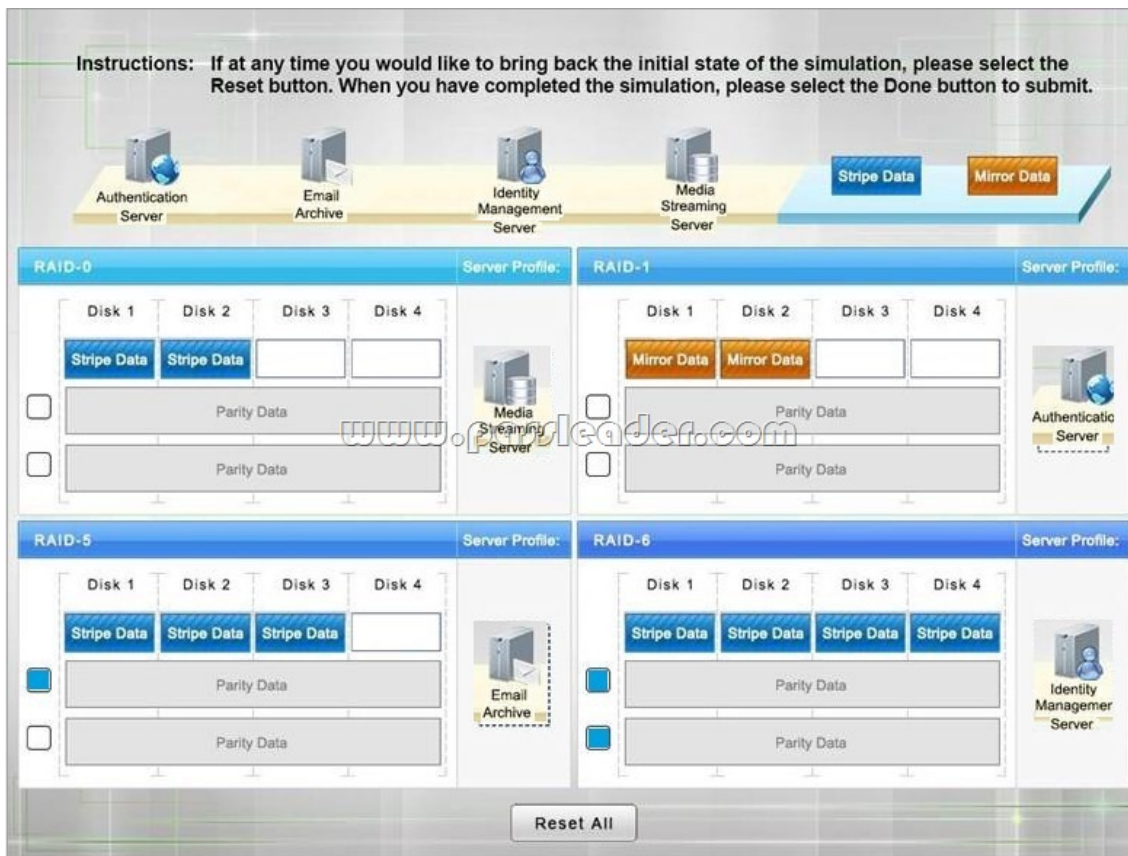 Instructions: If at any time you would like to bring back the initial state of the simulation, please select the
Reset button. When you have completed the simulation, please select the Done button to submit.
Authentication
Server
Email
Archive
Identity
Management
Server
Media
Streaming
Server
Stripe Data
Mirror Data
RAID-0 Server Profile:
Disk 1 Disk 2 Disk 3 Disk 4
Stripe Data Stripe Data
Parity Data
Parity Data
Media
Streaming
Server
RAID-1 Server Profile:
Disk 1 Disk 2 Disk 3 Disk 4
Mirror Data Mirror Data
Parity Data
Parity Data
Authenticatic
Server
www.passleader.com
RAID-5 Server Profile:
Disk 1 Disk 2 Disk 3 Disk 4
Stripe Data Stripe Data Stripe Data
Parity Data
Parity Data
Email
Archive
RAID-6 Server Profile:
Disk 1 Disk 2 Disk 3 Disk 4
Stripe Data Stripe Data Stripe Data Stripe Data
Parity Data
Parity Data
Identity
Managemer
Server
Reset All